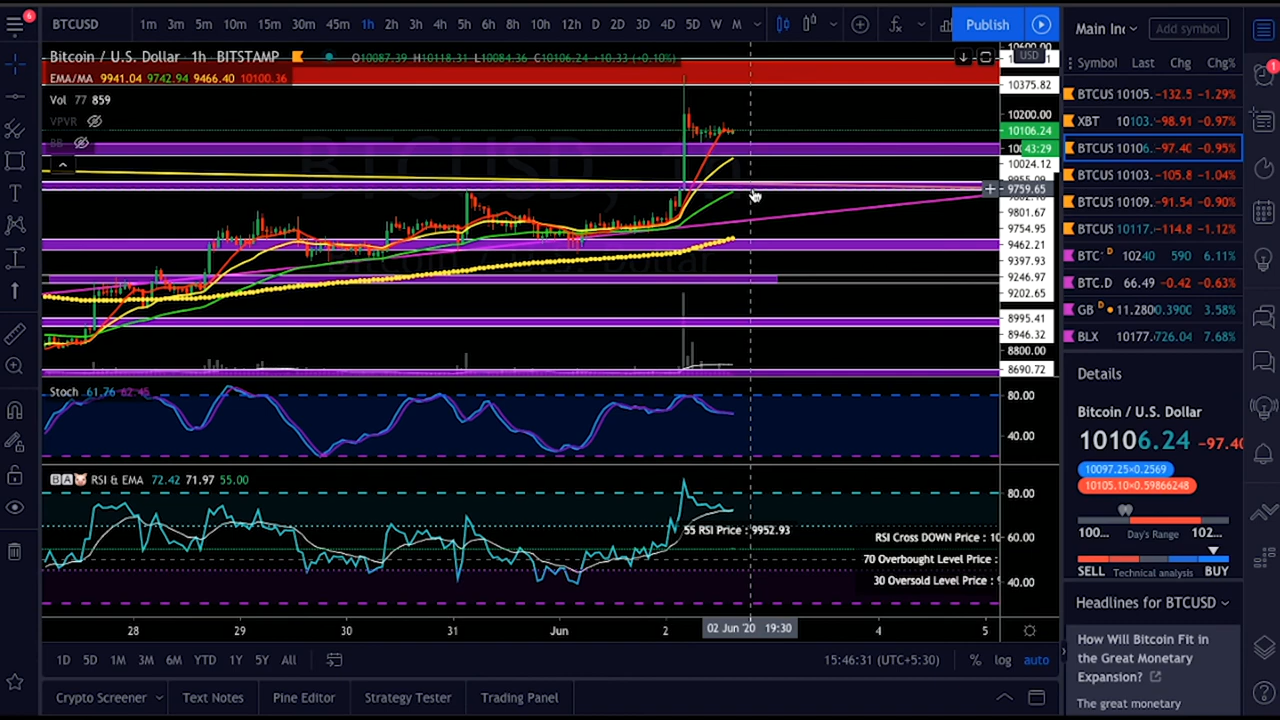 6
BTCUSD 1m 3m 5m 10m 15m 30m 45m 1h 2h 3h 4h 5h 6h 8h 10h 12h D 2D 3D 4D 5D W M Publish
Main Inc Add symbol
Bitcoin / U.S. Dollar · 1h · BITSTAMP O10087.39 H10118.31 L10084.36 C10106.24 +10.33 (+0.10%) USD
EMA/MA 9941.04 9742.94 9466.40 10100.36
Vol 77 859
VPVR
BB
10600.00
10375.82
10200.00
10106.24
43:29
10024.12
9955.09
9759.65
9801.67
9754.95
9462.21
9397.93
9246.97
9202.65
8995.41
8946.32
8800.00
8690.72
Stoch 61.76 62.45
80.00
40.00
B A RSI & EMA 72.42 71.97 55.00
80.00
55 RSI Price : 9952.93
RSI Cross DOWN Price : 10
60.00
70 Overbought Level Price :
30 Oversold Level Price :
40.00
28 29 30 31 Jun 2 02 Jun '20 19:30 4 5
1D 5D 1M 3M 6M YTD 1Y 5Y All 15:46:31 (UTC+5:30) % log auto
Crypto Screener Text Notes Pine Editor Strategy Tester Trading Panel
Symbol Last Chg Chg%
BTCUS 10105. -132.5 -1.29%
XBT 10103. -98.91 -0.97%
BTCUS 10106. -97.40 -0.95%
BTCUS 10106. -105.8 -1.04%
BTCUS 10109. -91.54 -0.90%
BTCUS 10117. -114.8 -1.12%
BTC D 10240 590 6.11%
BTC.D 66.49 -0.42 -0.63%
GB D 11.2800 0.3900 3.58%
BLX 10177. 726.04 7.68%
1
Details
Bitcoin / U.S. Dollar
10106.24 -97.40
10097.25×0.2569
10105.10×0.59866248
100... Day's Range 102...
SELL Technical analysis BUY
Headlines for BTCUSD
How Will Bitcoin Fit in
the Great Monetary
Expansion?
The great monetary